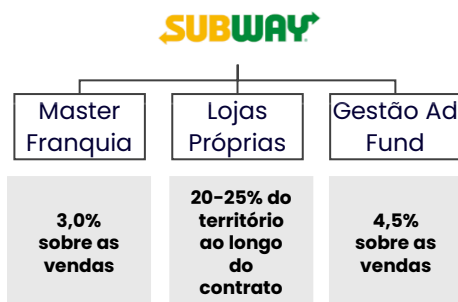 SUBWAY
Master
Franquia
Lojas
Próprias
Gestão Ad
Fund
3,0%
sobre as
vendas
20-25% do
território
ao longo
do
contrato
4,5%
sobre as
vendas